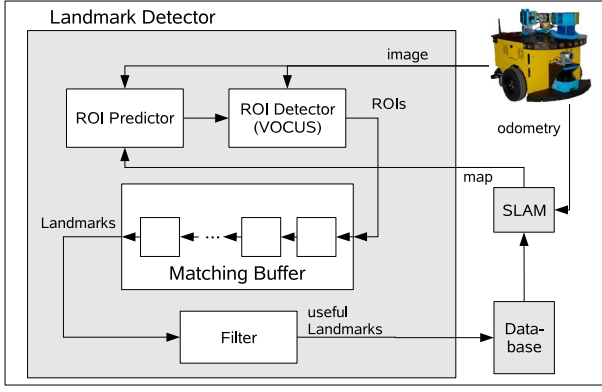 Landmark Detector
image
ROI Predictor
ROI Detector
(VOCUS)
ROIs
odometry
map
SLAM
Landmarks
...
Matching Buffer
useful
Landmarks
Filter
Data-
base